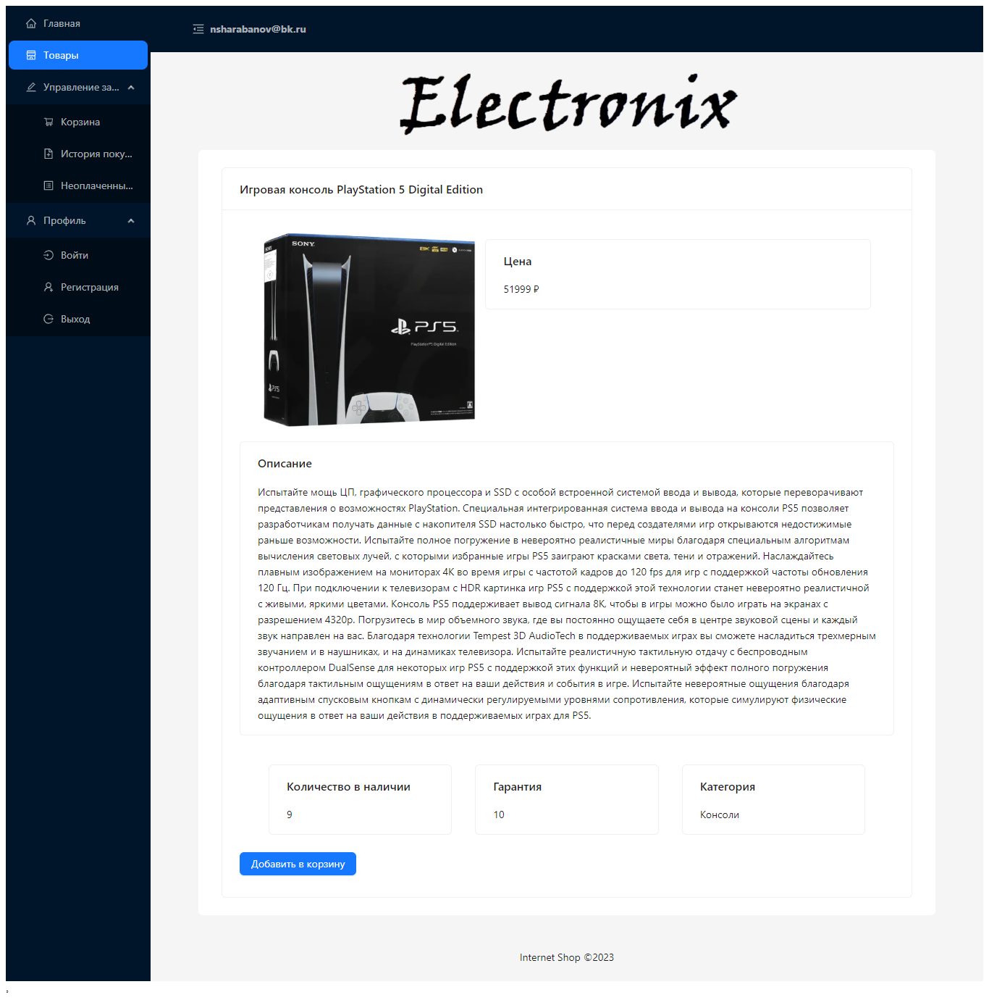 Главная
Товары
Управление за...
Корзина
История поку...
Неоплаченны...
Профиль
Войти
Регистрация
Выход
nsharabanov@bk.ru
Electronix
Игровая консоль PlayStation 5 Digital Edition
SONY
8K
PS5
PlayStation®5 Digital Edition
PS5
Цена
51999 ₽
Описание
Испытайте мощь ЦП, графического процессора и SSD с особой встроенной системой ввода и вывода, которые переворачивают
представления о возможностях PlayStation. Специальная интегрированная система ввода и вывода на консоли PS5 позволяет
разработчикам получать данные с накопителя SSD настолько быстро, что перед создателями игр открываются недостижимые
раньше возможности. Испытайте полное погружение в невероятно реалистичные миры благодаря специальным алгоритмам
вычисления световых лучей, с которыми избранные игры PS5 заиграют красками света, тени и отражений. Наслаждайтесь
плавным изображением на мониторах 4K во время игры с частотой кадров до 120 fps для игр с поддержкой частоты обновления
120 Гц. При подключении к телевизорам с HDR картинка игр PS5 с поддержкой этой технологии станет невероятно реалистичной
с живыми, яркими цветами. Консоль PS5 поддерживает вывод сигнала 8K, чтобы в игры можно было играть на экранах с
разрешением 4320p. Погрузитесь в мир объемного звука, где вы постоянно ощущаете себя в центре звуковой сцены и каждый
звук направлен на вас. Благодаря технологии Tempest 3D AudioTech в поддерживаемых играх вы сможете насладиться трехмерным
звучанием и в наушниках, и на динамиках телевизора. Испытайте реалистичную тактильную отдачу с беспроводным
контроллером DualSense для некоторых игр PS5 с поддержкой этих функций и невероятный эффект полного погружения
благодаря тактильным ощущениям в ответ на ваши действия и события в игре. Испытайте невероятные ощущения благодаря
адаптивным спусковым кнопкам с динамически регулируемыми уровнями сопротивления, которые симулируют физические
ощущения в ответ на ваши действия в поддерживаемых играх для PS5.
Количество в наличии
9
Гарантия
10
Категория
Консоли
Добавить в корзину
Internet Shop ©2023